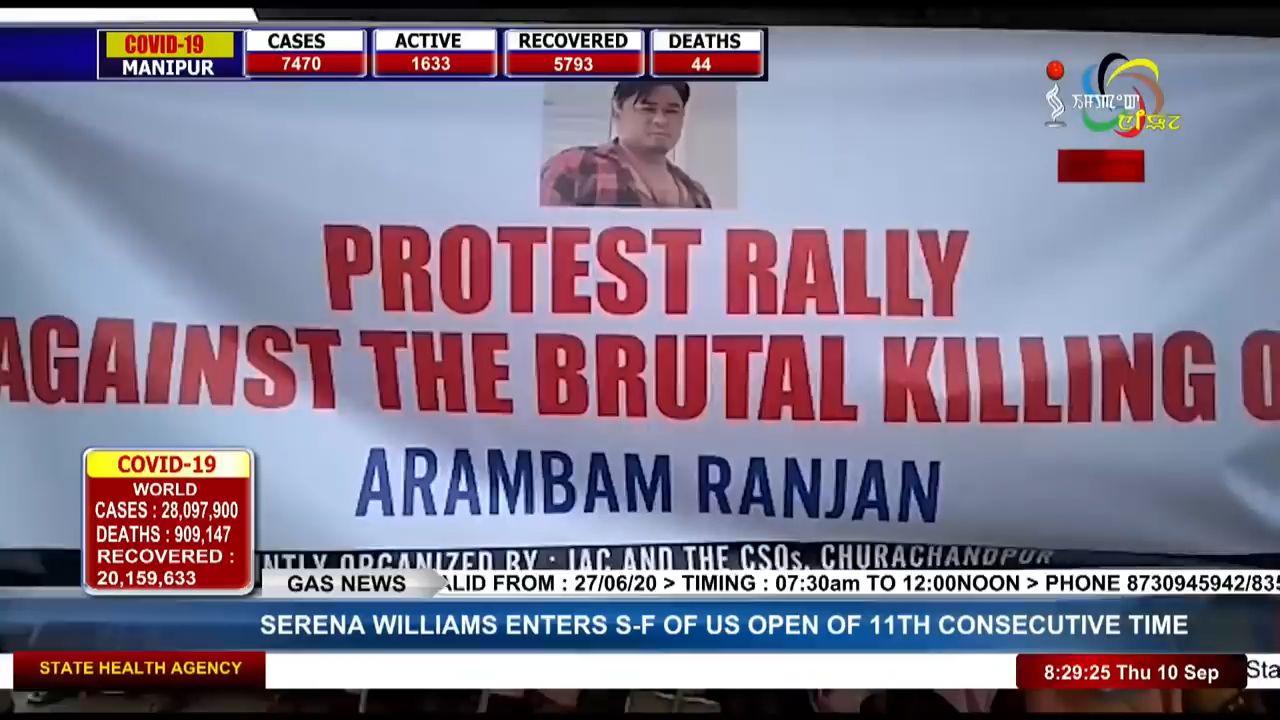 COVID-19
MANIPUR
CASES
7470
ACTIVE
1633
RECOVERED
5793
DEATHS
44
PROTEST RALLY
AGAINST THE BRUTAL KILLING O
ARAMBAM RANJAN
NTLY ORGANIZED BY : JAC AND THE CSOs, CHURACHANDPUR
COVID-19
WORLD
CASES : 28,097,900
DEATHS : 909,147
RECOVERED :
20,159,633
GAS NEWS
ALID FROM : 27/06/20 > TIMING : 07:30am TO 12:00NOON > PHONE 8730945942/835
SERENA WILLIAMS ENTERS S-F OF US OPEN OF 11TH CONSECUTIVE TIME
STATE HEALTH AGENCY
8:29:25 Thu 10 Sep
Sta